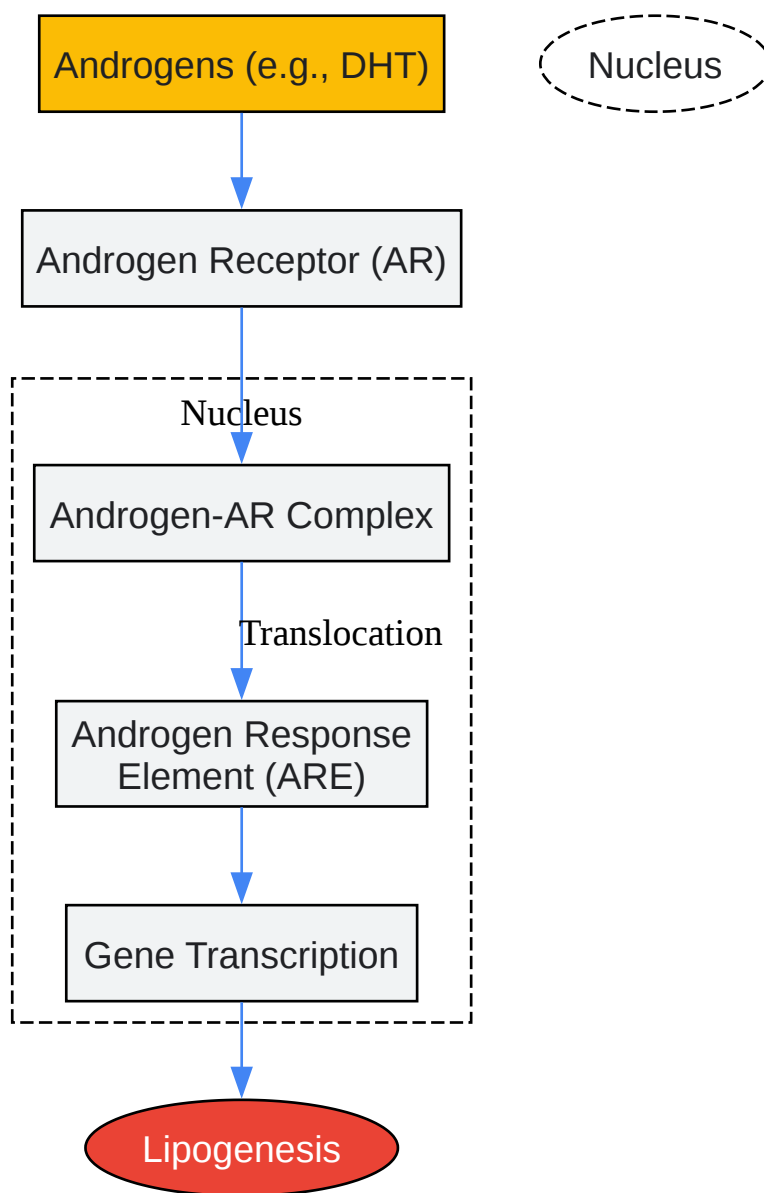 Androgens (e.g., DHT)
Nucleus
Androgen Receptor (AR)
Nucleus
Androgen-AR Complex
Translocation
Androgen Response
Element (ARE)
Gene Transcription
Lipogenesis